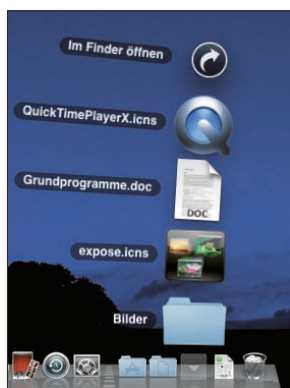 Im Finder öffnen
QuickTimePlayerX.icns
Grundprogramme.doc
DOC
expose.icns
Bilder